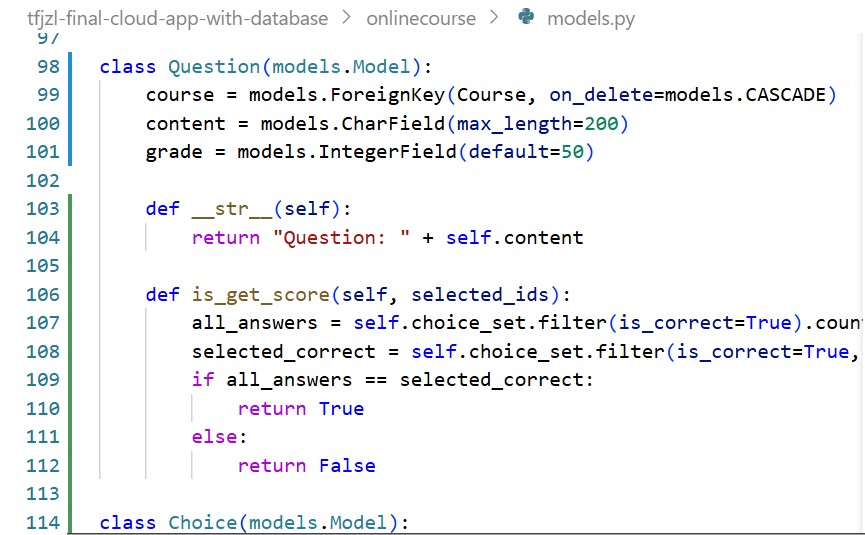 tfjzl-final-cloud-app-with-database > onlinecourse > models.py
97
98 class Question(models.Model):
99     course = models.ForeignKey(Course, on_delete=models.CASCADE)
100     content = models.CharField(max_length=200)
101     grade = models.IntegerField(default=50)
102
103     def __str__(self):
104         return "Question: " + self.content
105
106     def is_get_score(self, selected_ids):
107         all_answers = self.choice_set.filter(is_correct=True).coun
108         selected_correct = self.choice_set.filter(is_correct=True,
109         if all_answers == selected_correct:
110             return True
111         else:
112             return False
113
114 class Choice(models.Model):